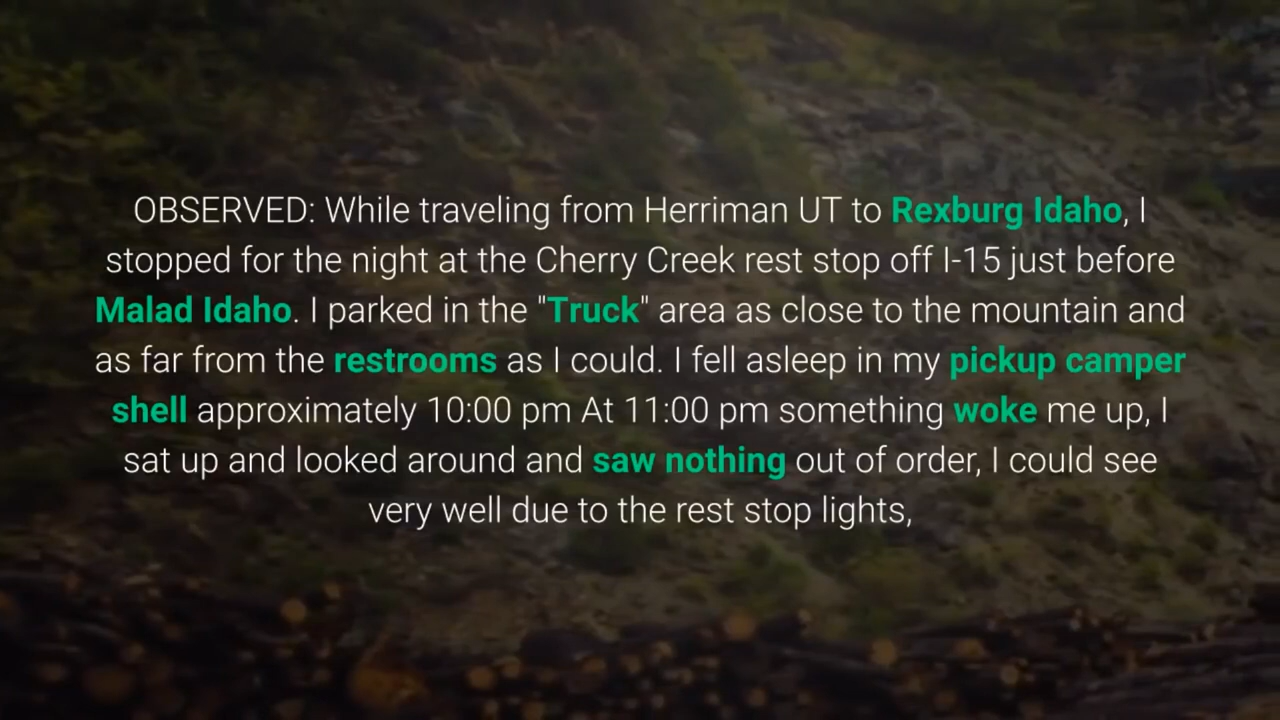 OBSERVED: While traveling from Herriman UT to Rexburg Idaho, I
stopped for the night at the Cherry Creek rest stop off I-15 just before
Malad Idaho. I parked in the "Truck" area as close to the mountain and
as far from the restrooms as I could. I fell asleep in my pickup camper
shell approximately 10:00 pm At 11:00 pm something woke me up, I
sat up and looked around and saw nothing out of order, I could see
very well due to the rest stop lights,